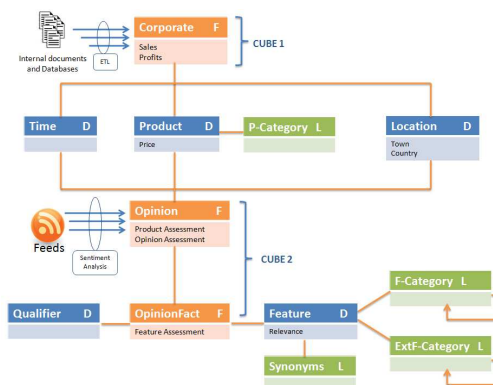 Corporate F
Sales
Profits
CUBE 1
Internal documents
and Databases
ETL
Time D
Product D
Price
P-Category L
Location D
Town
Country
Opinion F
Product Assessment
Opinion Assessment
Feeds
Sentiment
Analysis
CUBE 2
Qualifier D
OpinionFact F
Feature Assessment
Feature D
Relevance
F-Category L
ExtF-Category L
Synonyms L